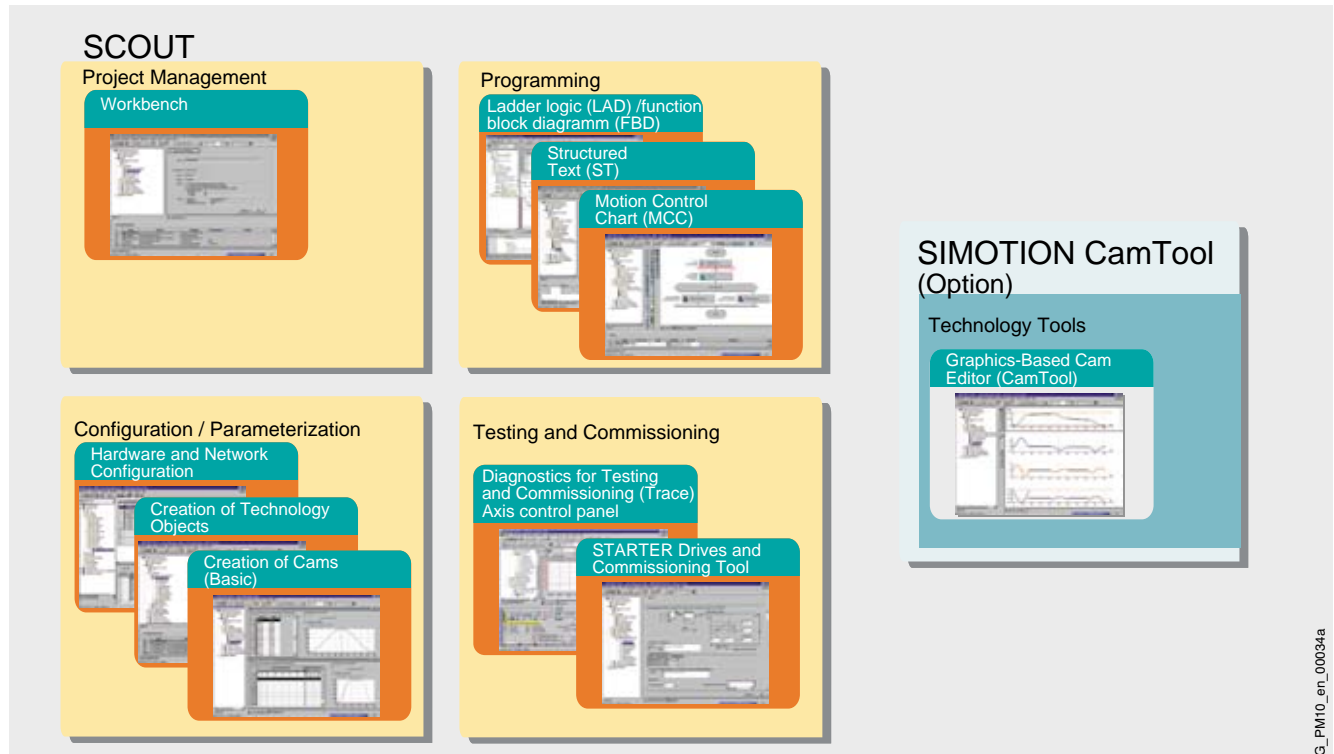 SCOUT
Project Management
Workbench
Programming
Ladder logic (LAD) /function
block diagramm (FBD)
Structured
Text (ST)
Motion Control
Chart (MCC)
Configuration / Parameterization
Hardware and Network
Configuration
Creation of Technology
Objects
Creation of Cams
(Basic)
Testing and Commissioning
Diagnostics for Testing
and Commissioning (Trace)
Axis control panel
STARTER Drives and
Commissioning Tool
SIMOTION CamTool
(Option)
Technology Tools
Graphics-Based Cam
Editor (CamTool)
G_PM10_en_00034a